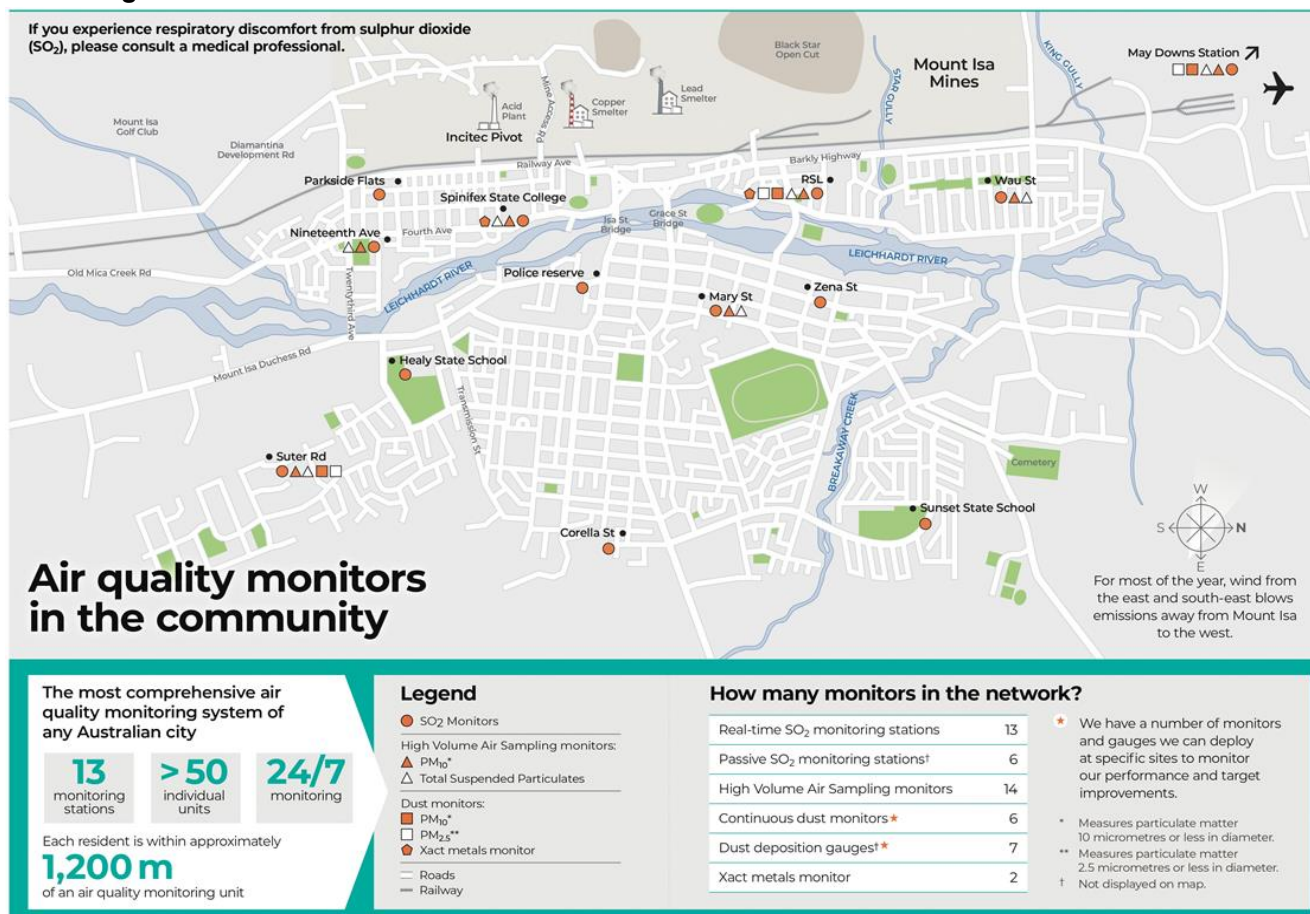 If you experience respiratory discomfort from sulphur dioxide
(SO₂), please consult a medical professional.
Black Star
Open Cut
Mount Isa
Mines
KING GULLY
May Downs Station
STAR GULLY
Lead
Smelter
Copper
Smelter
Acid
Plant
Mine Access Rd
Incitec Pivot
Mount Isa
Golf Club
Diamantina
Development Rd
Railway Ave
Barkly Highway
Parkside Flats
RSL
Wau St
Spinifex State College
Isa St
Bridge
Grace St
Bridge
Nineteenth Ave
Fourth Ave
LEICHHARDT RIVER
LEICHHARDT RIVER
Old Mica Creek Rd
Twentythird Ave
Police reserve
Mary St
Zena St
Mount Isa Duchess Rd
Healy State School
Transmission St
BREAKAWAY CREEK
Suter Rd
Cemetery
Sunset State School
Corella St
W
S
N
E
For most of the year, wind from
the east and south-east blows
emissions away from Mount Isa
to the west.
Air quality monitors
in the community
The most comprehensive air
quality monitoring system of
any Australian city
13
monitoring
stations
>50
individual
units
24/7
monitoring
Each resident is within approximately
1,200 m
of an air quality monitoring unit
Legend
SO₂ Monitors
High Volume Air Sampling monitors:
PM₁₀*
Total Suspended Particulates
Dust monitors:
PM₁₀*
PM₂.₅**
Xact metals monitor
Roads
Railway
How many monitors in the network?
Real-time SO₂ monitoring stations 13
Passive SO₂ monitoring stations† 6
High Volume Air Sampling monitors 14
Continuous dust monitors★ 6
Dust deposition gauges†★ 7
Xact metals monitor 2
★ We have a number of monitors
and gauges we can deploy
at specific sites to monitor
our performance and target
improvements.
* Measures particulate matter
10 micrometres or less in diameter.
** Measures particulate matter
2.5 micrometres or less in diameter.
† Not displayed on map.